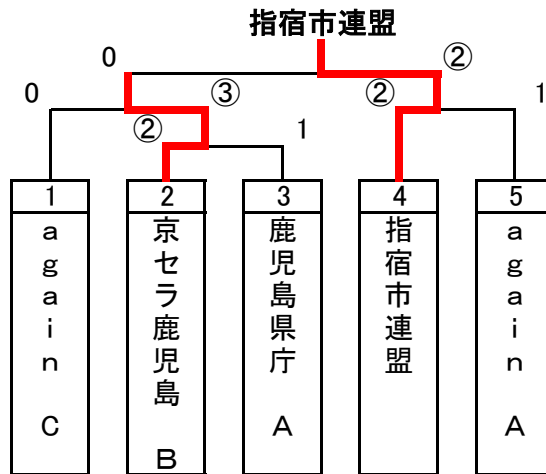 指宿市連盟
0 ②
0 ③ ② 1
② 1
1 2 3 4 5
again C
京セラ鹿児島 B
鹿児島県庁 A
指宿市連盟
again A